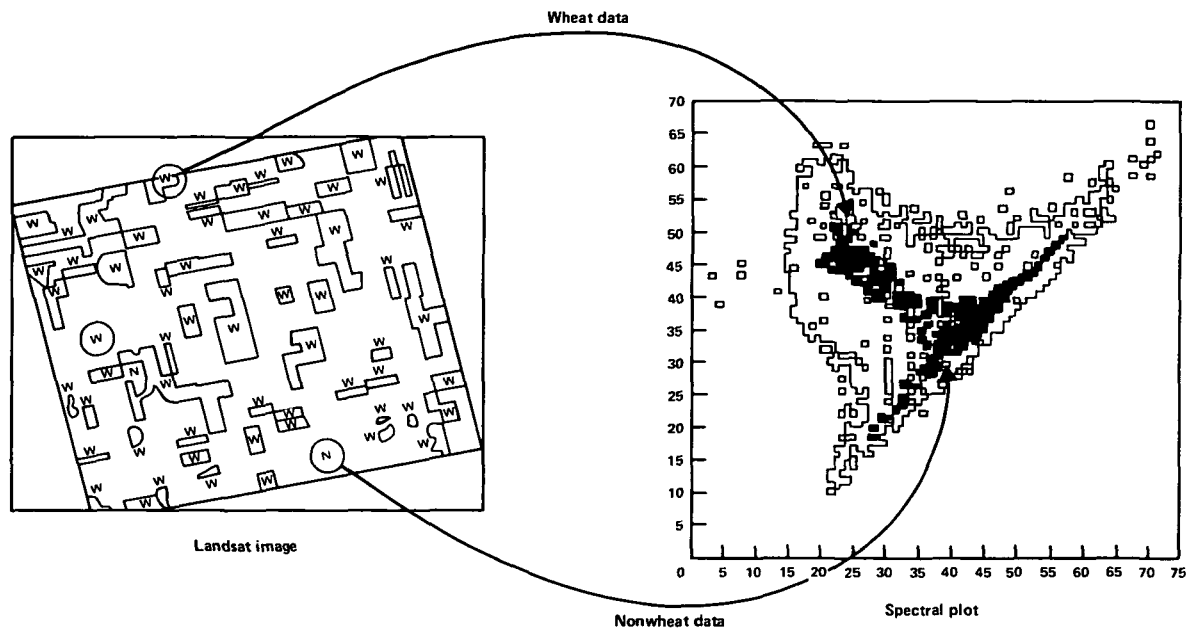 Wheat data
70
65
60
55
50
45
40
35
30
25
20
15
10
5
0 5 10 15 20 25 30 35 40 45 50 55 60 65 70 75
W W W W W W W W W W W W W W W
W W W W W W W W W W W W W
W W N W W W W W W W W W W
W W W W W N W W W W W
Landsat image
Spectral plot
Nonwheat data